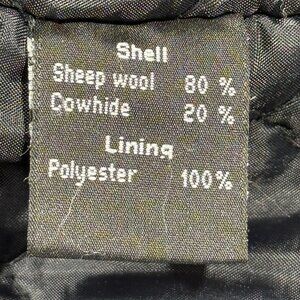 Shell
Sheep wool 80 %
Cowhide 20 %
Lining
Polyester 100%